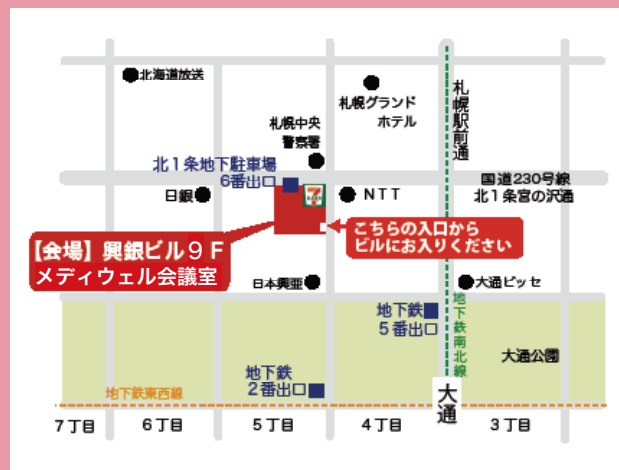 北海道放送
札幌グランド
ホテル
札幌駅前通
札幌中央
警察署
北1条地下駐車場
6番出口
国道230号線
北1条宮の沢通
日銀
NTT
こちらの入口から
ビルにお入りください
【会場】興銀ビル9F
メディウェル会議室
日本興亜
大通ビッセ
地下鉄
5番出口
地下鉄南北線
大通公園
地下鉄
2番出口
地下鉄東西線
大通
7丁目
6丁目
5丁目
4丁目
3丁目